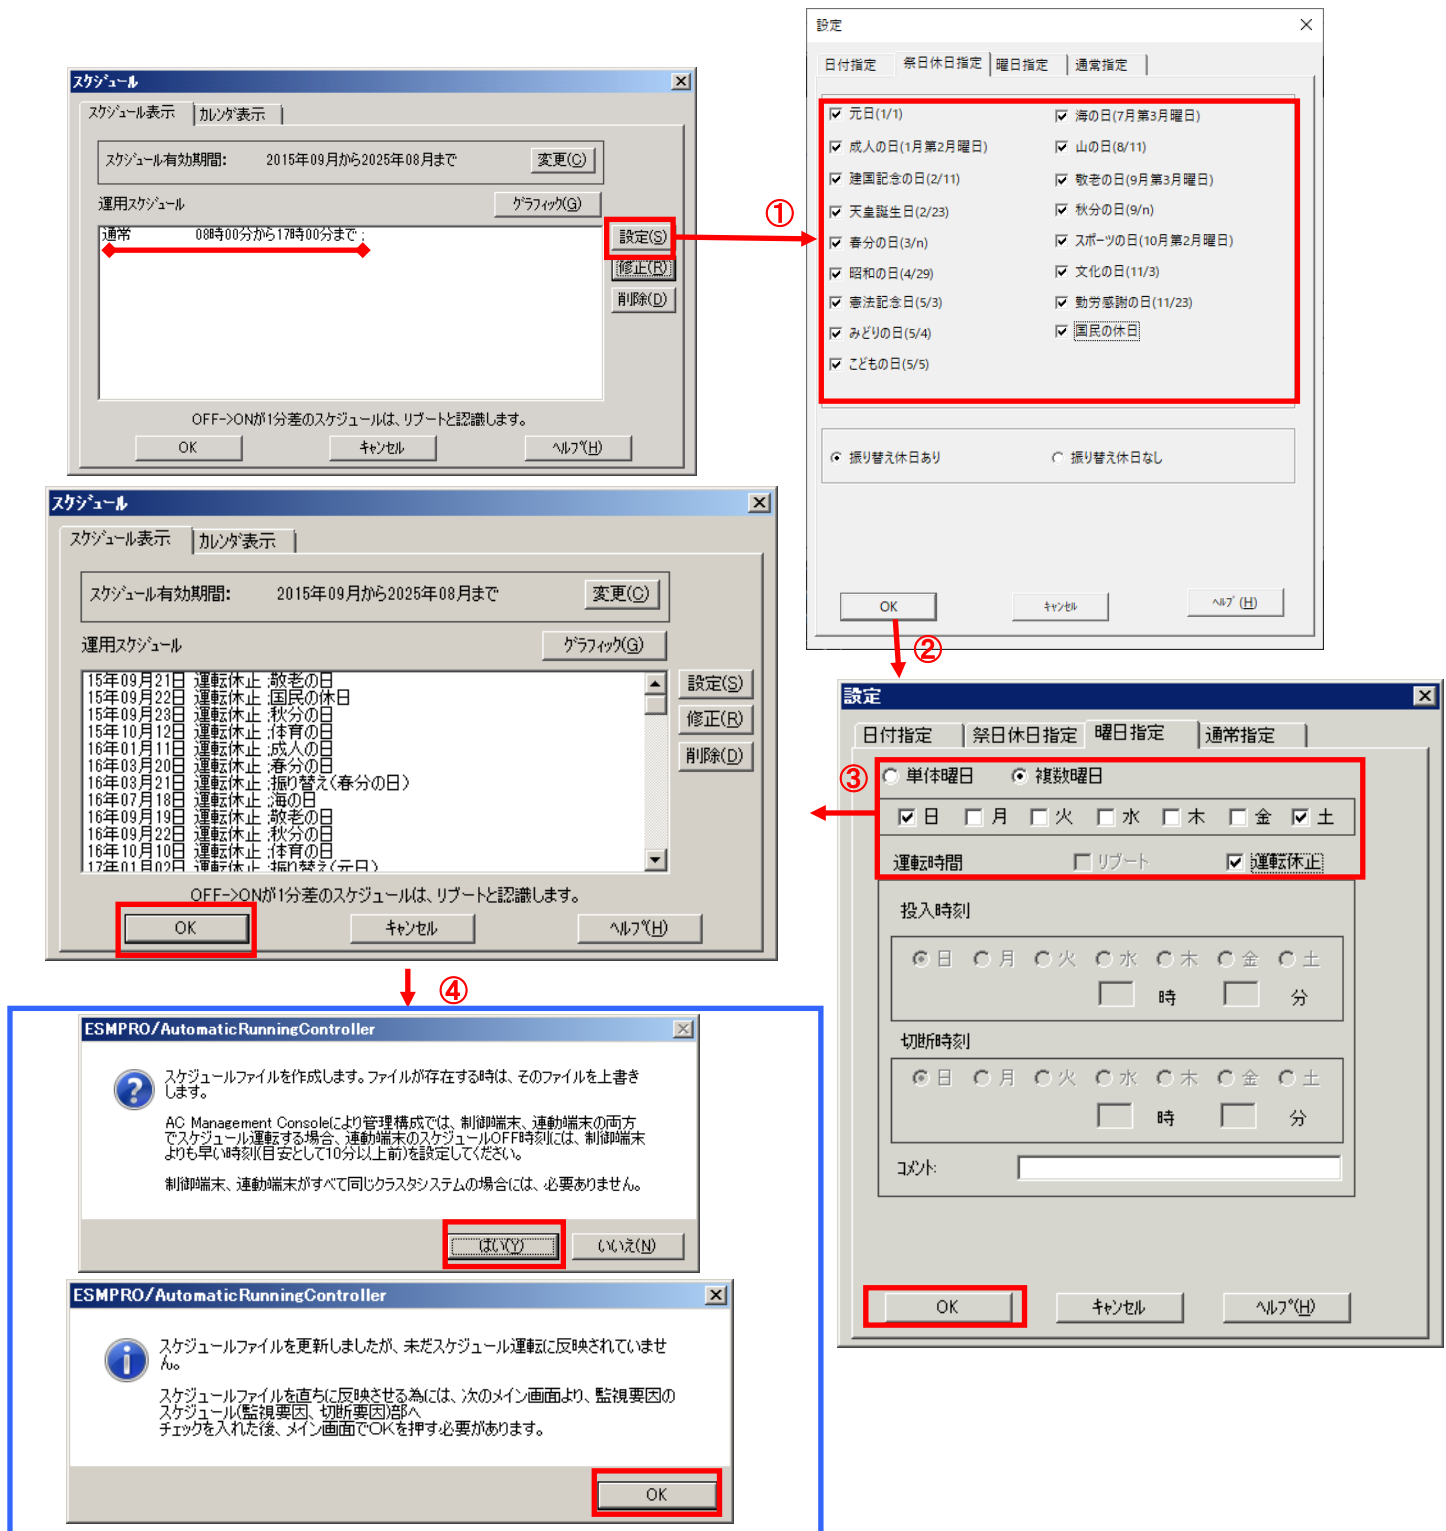 スケジュール
スケジュール表示 カレンダ表示
スケジュール有効期間: 2015年09月から2025年08月まで 変更(C)
運用スケジュール グラフィック(G)
通常 08時00分から17時00分まで ;
設定(S)
修正(R)
削除(D)
OFF->ONが1分差のスケジュールは、リブートと認識します。
OK キャンセル ヘルプ(H)
①
設定
日付指定 祭日休日指定 曜日指定 通常指定
元日(1/1) 海の日(7月第3月曜日)
成人の日(1月第2月曜日) 山の日(8/11)
建国記念の日(2/11) 敬老の日(9月第3月曜日)
天皇誕生日(2/23) 秋分の日(9/n)
春分の日(3/n) スポーツの日(10月第2月曜日)
昭和の日(4/29) 文化の日(11/3)
憲法記念日(5/3) 勤労感謝の日(11/23)
みどりの日(5/4) 国民の休日
こどもの日(5/5)
振り替え休日あり 振り替え休日なし
OK キャンセル ヘルプ(H)
②
設定
日付指定 祭日休日指定 曜日指定 通常指定
③
単体曜日 複数曜日
日 月 火 水 木 金 土
運転時間 リブート 運転休止
投入時刻
日 月 火 水 木 金 土
時 分
切断時刻
日 月 火 水 木 金 土
時 分
コメント:
OK キャンセル ヘルプ(H)
スケジュール
スケジュール表示 カレンダ表示
スケジュール有効期間: 2015年09月から2025年08月まで 変更(C)
運用スケジュール グラフィック(G)
15年09月21日 運転休止 ;敬老の日
15年09月22日 運転休止 ;国民の休日
15年09月23日 運転休止 ;秋分の日
15年10月12日 運転休止 ;体育の日
16年01月11日 運転休止 ;成人の日
16年03月20日 運転休止 ;春分の日
16年03月21日 運転休止 ;振り替え(春分の日)
16年07月18日 運転休止 ;海の日
16年09月19日 運転休止 ;敬老の日
16年09月22日 運転休止 ;秋分の日
16年10月10日 運転休止 ;体育の日
17年01月02日 運転休止 ;振り替え(元日)
設定(S)
修正(R)
削除(D)
OFF->ONが1分差のスケジュールは、リブートと認識します。
OK キャンセル ヘルプ(H)
④
ESMPRO/AutomaticRunningController
スケジュールファイルを作成します。ファイルが存在する時は、そのファイルを上書き
します。
AC Management Consoleにより管理構成では、制御端末、連動端末の両方
でスケジュール運転する場合、連動端末のスケジュールOFF時刻には、制御端末
よりも早い時刻(目安として10分以上前)を設定してください。
制御端末、連動端末がすべて同じクラスタシステムの場合には、必要ありません。
はい(Y) いいえ(N)
ESMPRO/AutomaticRunningController
スケジュールファイルを更新しましたが、未だスケジュール運転に反映されていませ
ん。
スケジュールファイルを直ちに反映させる為には、次のメイン画面より、監視要因の
スケジュール(監視要因、切断要因)部へ
チェックを入れた後、メイン画面でOKを押す必要があります。
OK